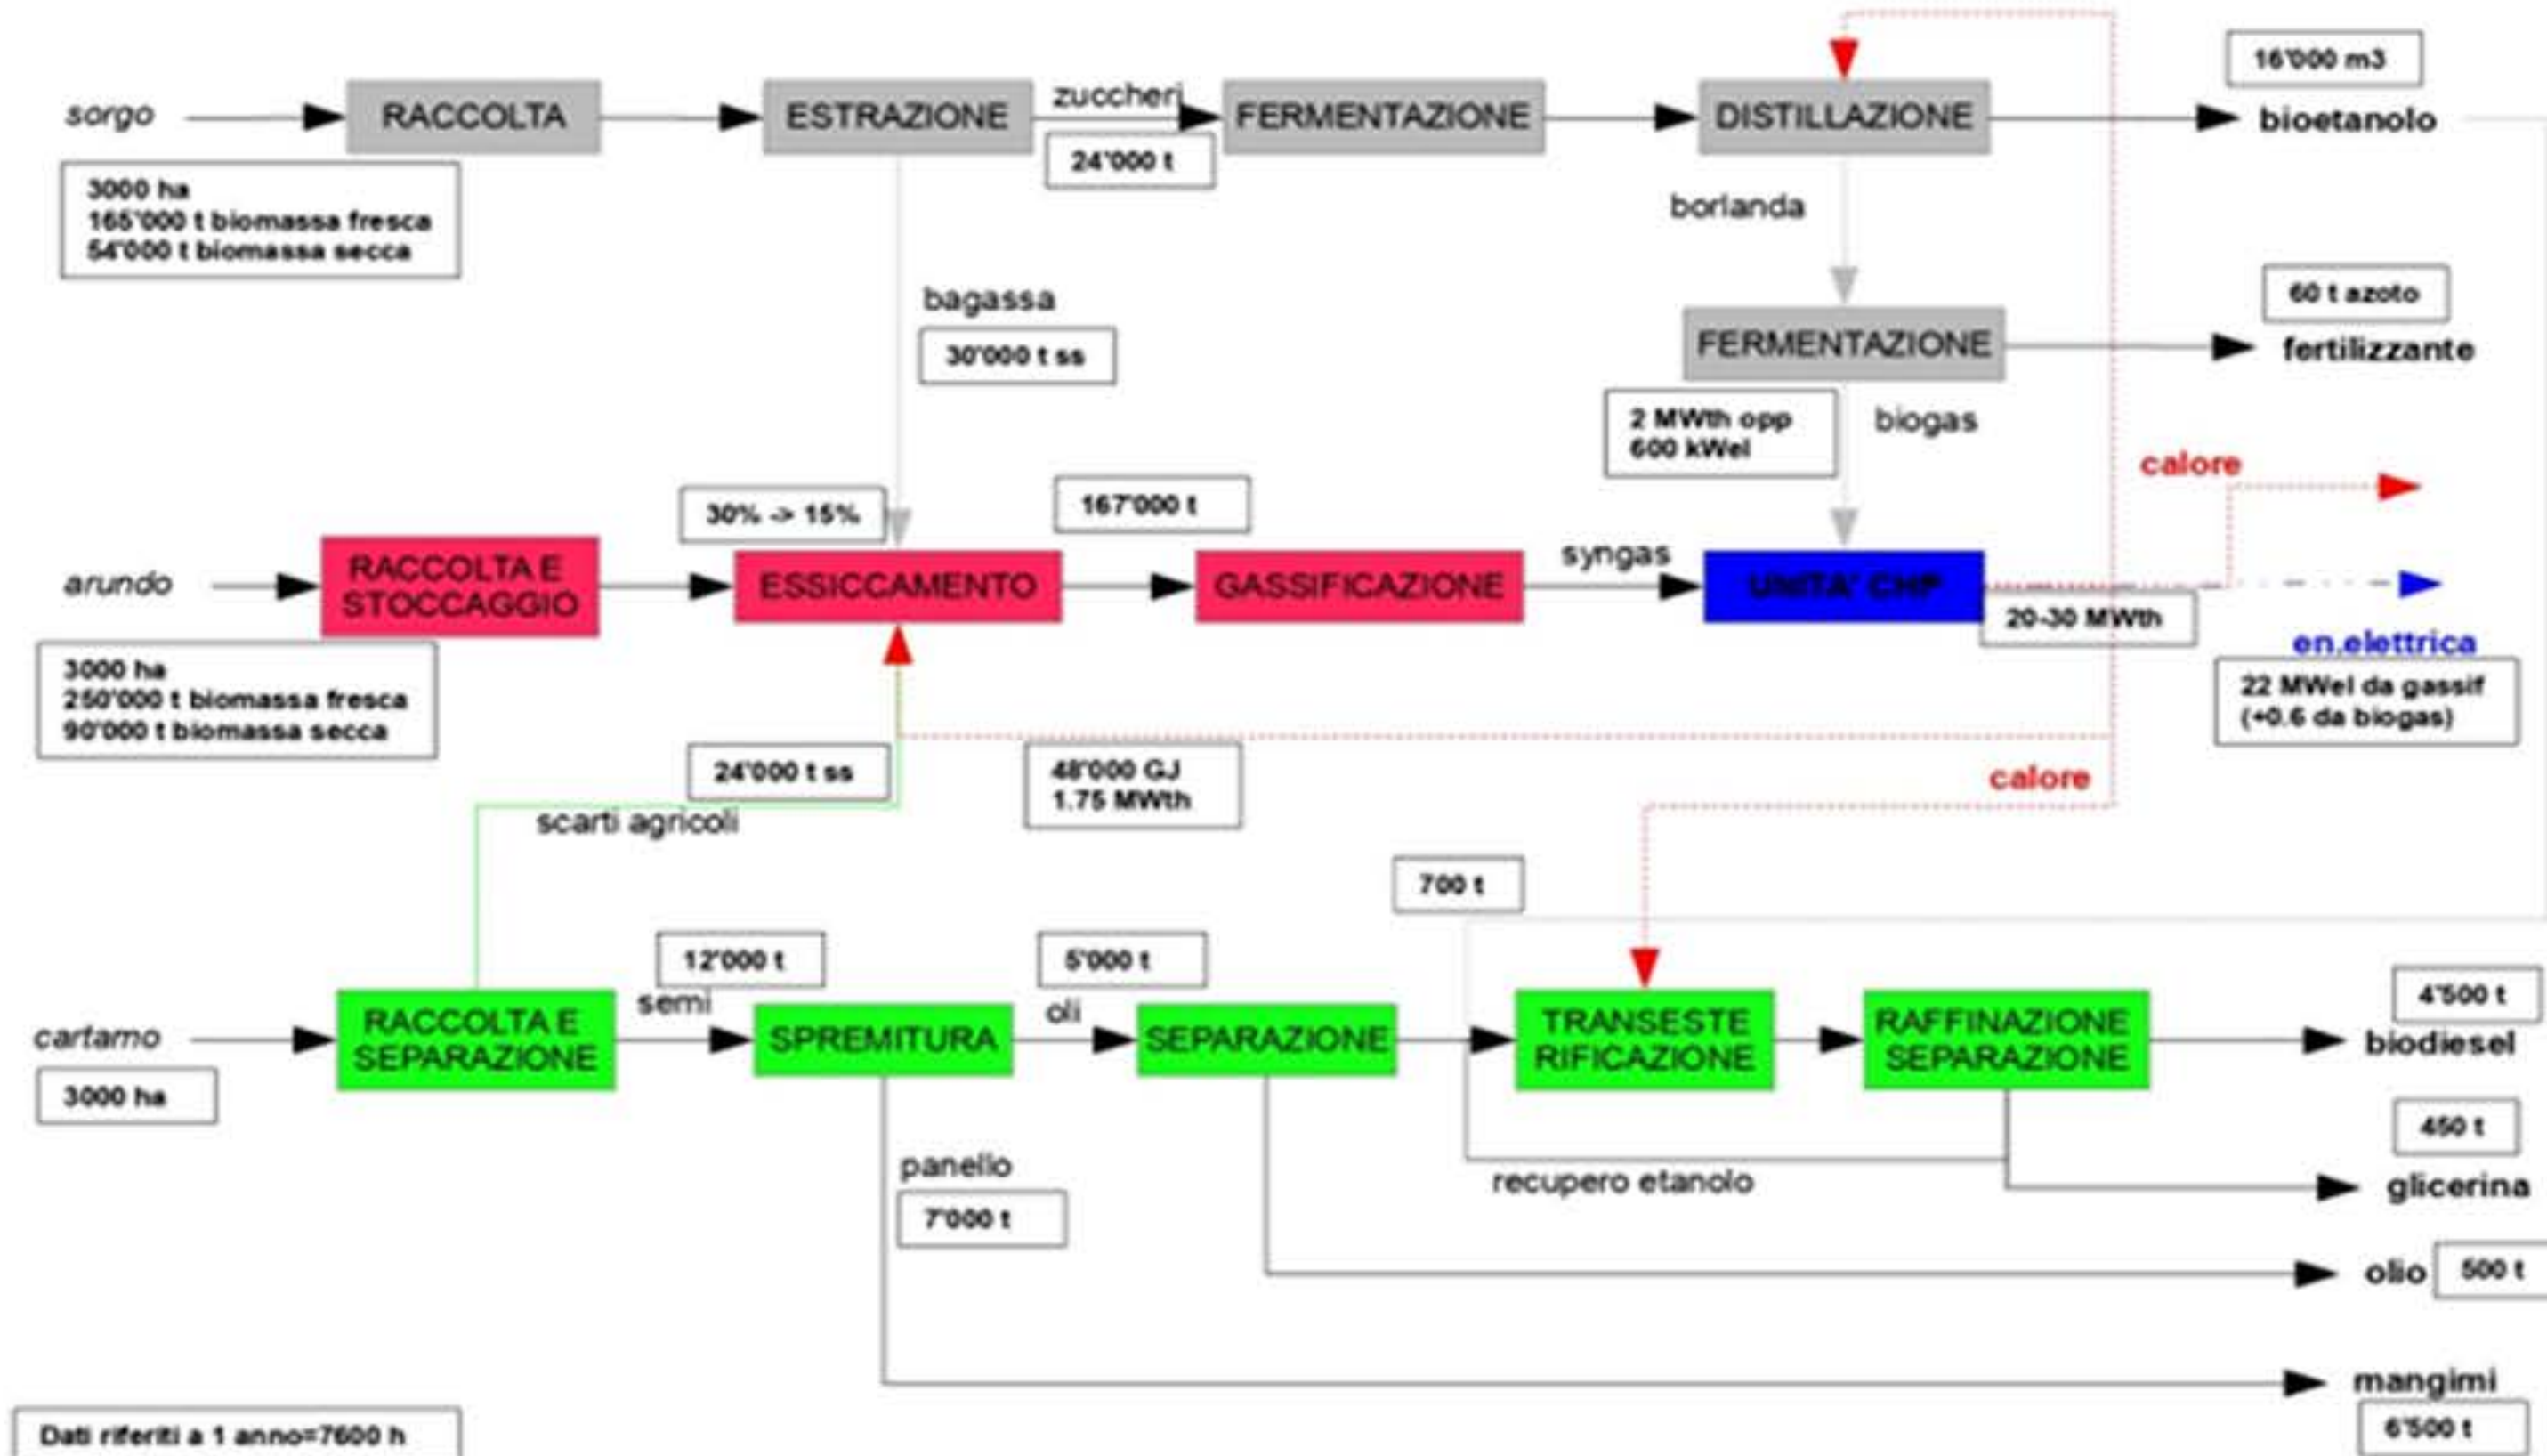 16'000 m3
sorgo
RACCOLTA
ESTRAZIONE
zuccheri
24'000 t
FERMENTAZIONE
DISTILLAZIONE
bioetanolo
3000 ha
165'000 t biomassa fresca
54'000 t biomassa secca
borlanda
bagassa
30'000 t ss
FERMENTAZIONE
60 t azoto
fertilizzante
2 MWth opp
600 kWel
biogas
calore
30% -> 15%
167'000 t
arundo
RACCOLTA E
STOCCAGGIO
ESSICCAMENTO
GASSIFICAZIONE
syngas
UNITA' CHP
20-30 MWth
en.elettrica
22 MWel da gassif
(+0.6 da biogas)
3000 ha
250'000 t biomassa fresca
90'000 t biomassa secca
24'000 t ss
scarti agricoli
48'000 GJ
1.75 MWth
calore
700 t
12'000 t
5'000 t
cartamo
3000 ha
RACCOLTA E
SEPARAZIONE
semi
SPREMITURA
oli
SEPARAZIONE
TRANSESTE
RIFICAZIONE
RAFFINAZIONE
SEPARAZIONE
4'500 t
biodiesel
450 t
glicerina
panello
7'000 t
recupero etanolo
olio
500 t
mangimi
6'500 t
Dati riferiti a 1 anno=7600 h